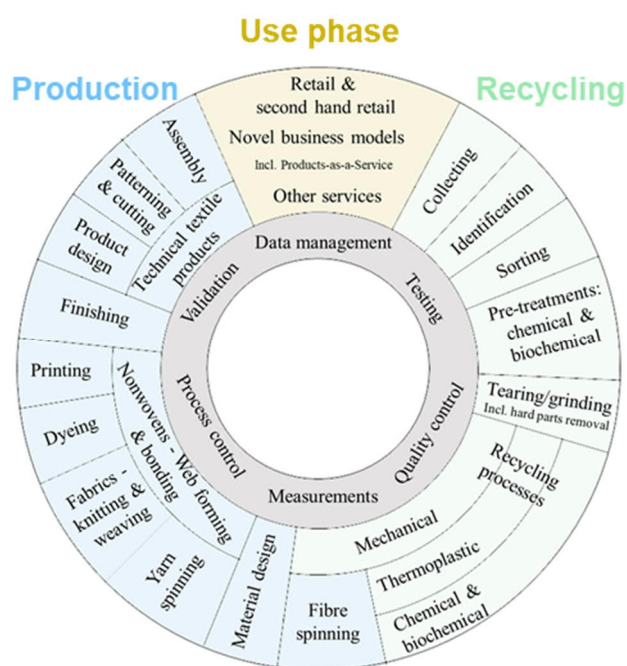 Use phase
Production
Recycling
Retail &
second hand retail
Novel business models
Incl. Products-as-a-Service
Other services
Collecting
Identification
Sorting
Pre-treatments:
chemical &
biochemical
Tearing/grinding
Incl. hard parts removal
Recycling
processes
Mechanical
Thermoplastic
Chemical &
biochemical
Fibre
spinning
Material design
Yarn
spinning
Fabrics -
knitting &
weaving
Nonwovens - Web forming
& bonding
Dyeing
Printing
Finishing
Product
design
Patterning
& cutting
Assembly
Technical textile
products
Data management
Testing
Quality control
Measurements
Process control
Validation